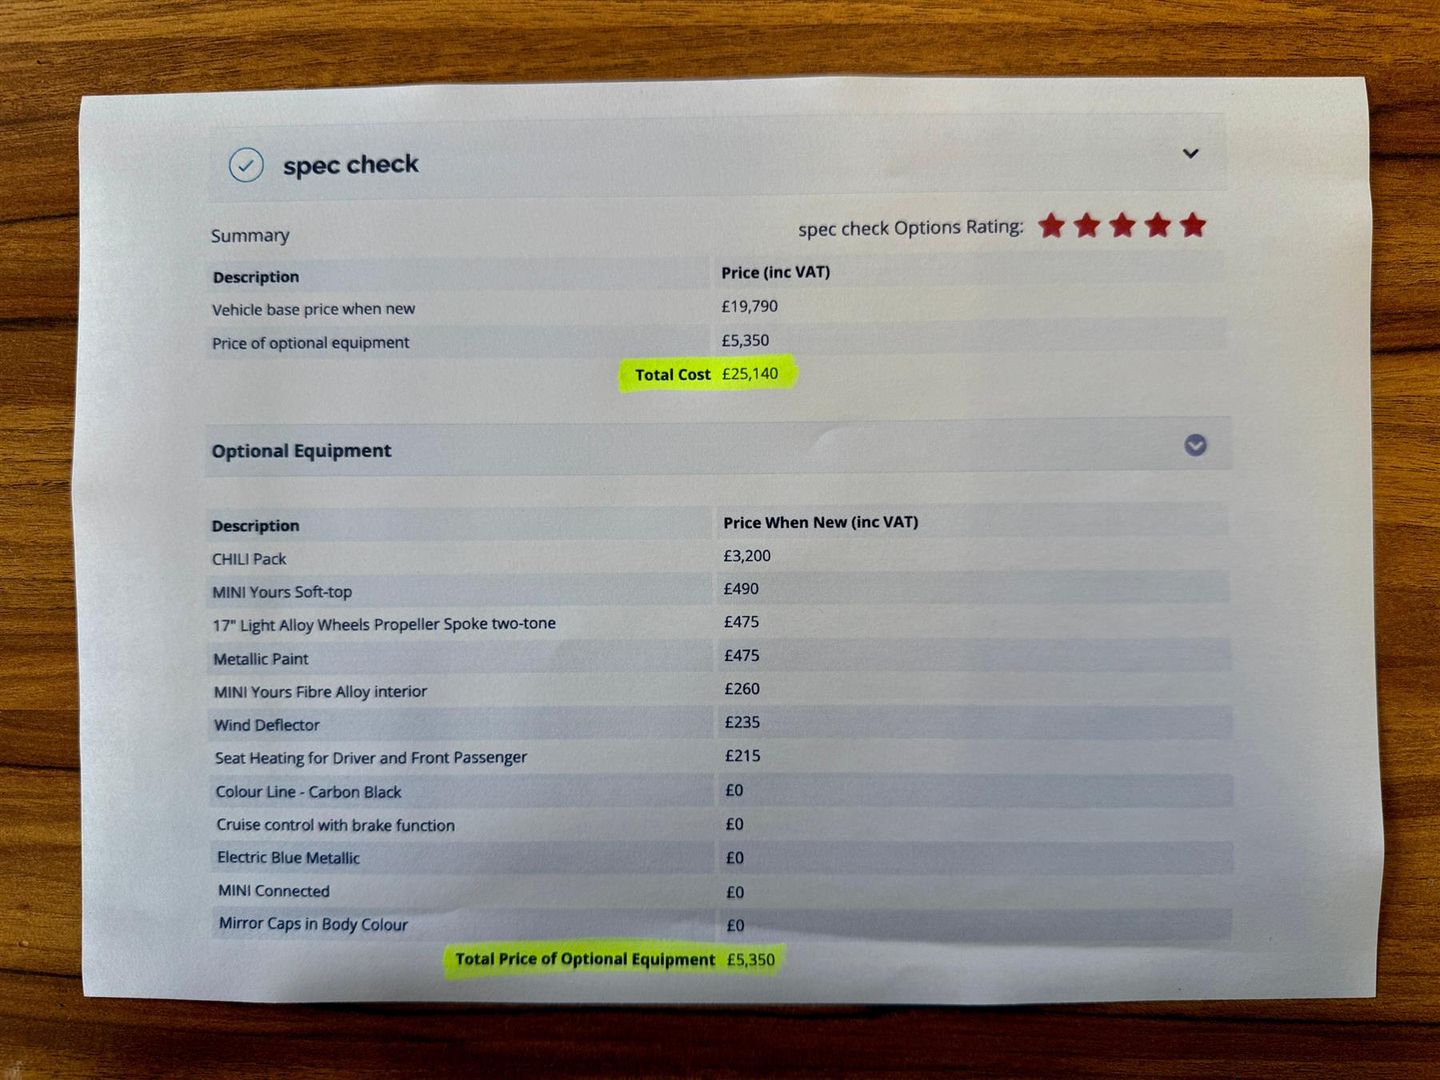 spec check
Summary
spec check Options Rating:
Description Price (inc VAT)
Vehicle base price when new £19,790
Price of optional equipment £5,350
Total Cost £25,140
Optional Equipment
Description Price When New (inc VAT)
CHILI Pack £3,200
MINI Yours Soft-top £490
17" Light Alloy Wheels Propeller Spoke two-tone £475
Metallic Paint £475
MINI Yours Fibre Alloy interior £260
Wind Deflector £235
Seat Heating for Driver and Front Passenger £215
Colour Line - Carbon Black £0
Cruise control with brake function £0
Electric Blue Metallic £0
MINI Connected £0
Mirror Caps in Body Colour £0
Total Price of Optional Equipment £5,350